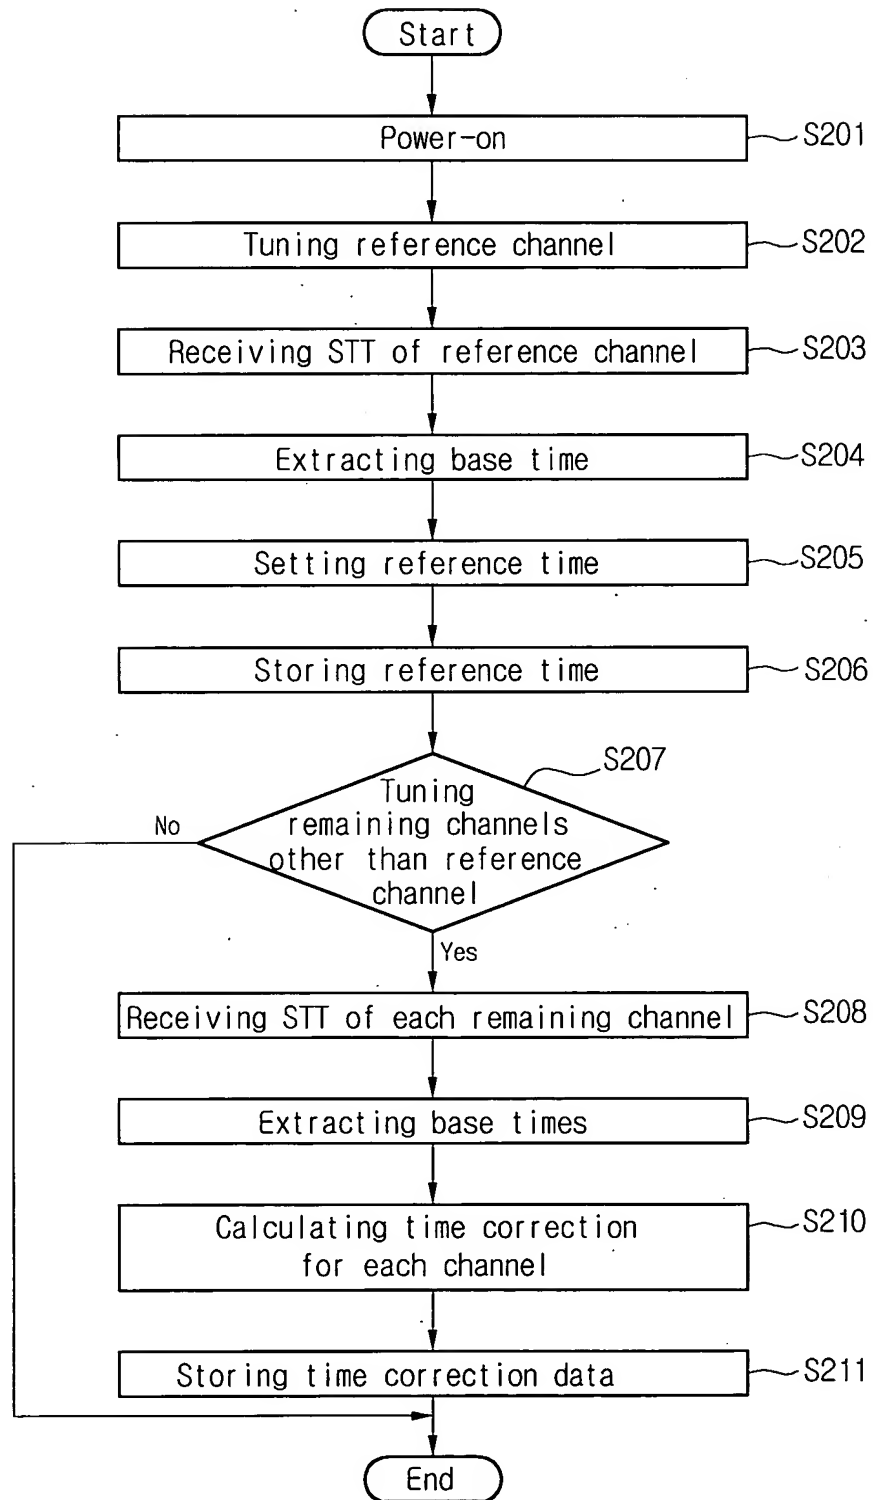 Start
Power-on
S201
Tuning reference channel
S202
Receiving STT of reference channel
S203
Extracting base time
S204
Setting reference time
S205
Storing reference time
S206
S207
Tuning
remaining channels
other than reference
channel
No
Yes
Receiving STT of each remaining channel
S208
Extracting base times
S209
Calculating time correction
for each channel
S210
Storing time correction data
S211
End